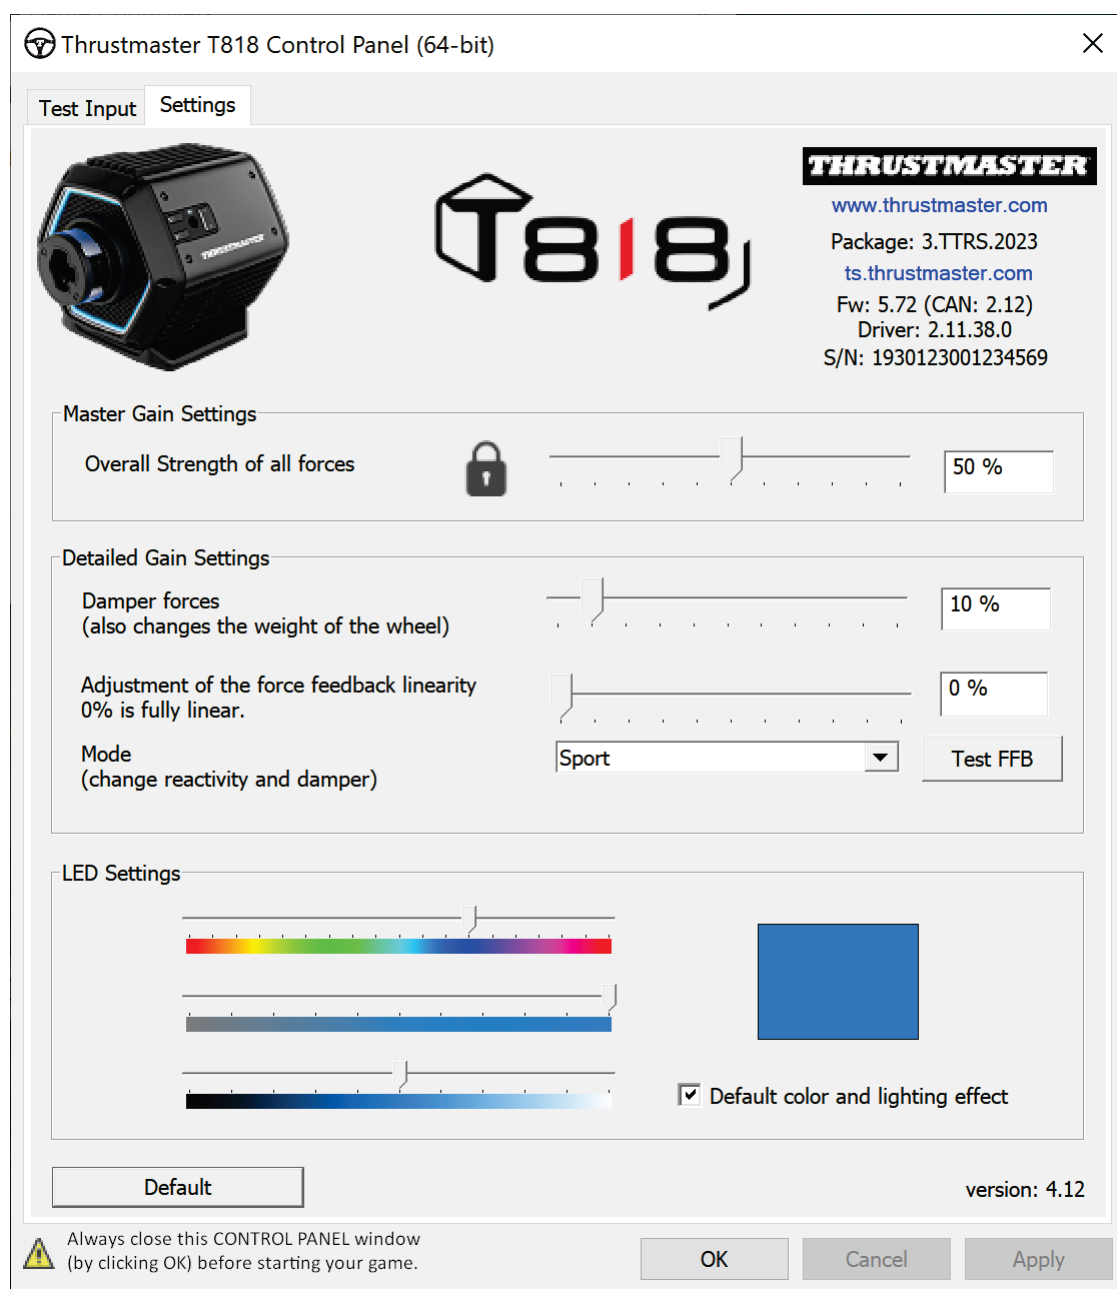 Thrustmaster T818 Control Panel (64-bit)
Test Input
Settings
THRUSTMASTER
T818
THRUSTMASTER
www.thrustmaster.com
Package: 3.TTRS.2023
ts.thrustmaster.com
Fw: 5.72 (CAN: 2.12)
Driver: 2.11.38.0
S/N: 1930123001234569
Master Gain Settings
Overall Strength of all forces
50 %
Detailed Gain Settings
Damper forces
(also changes the weight of the wheel)
10 %
Adjustment of the force feedback linearity
0% is fully linear.
0 %
Mode
(change reactivity and damper)
Sport
Test FFB
LED Settings
Default color and lighting effect
Default
version: 4.12
Always close this CONTROL PANEL window
(by clicking OK) before starting your game.
OK
Cancel
Apply